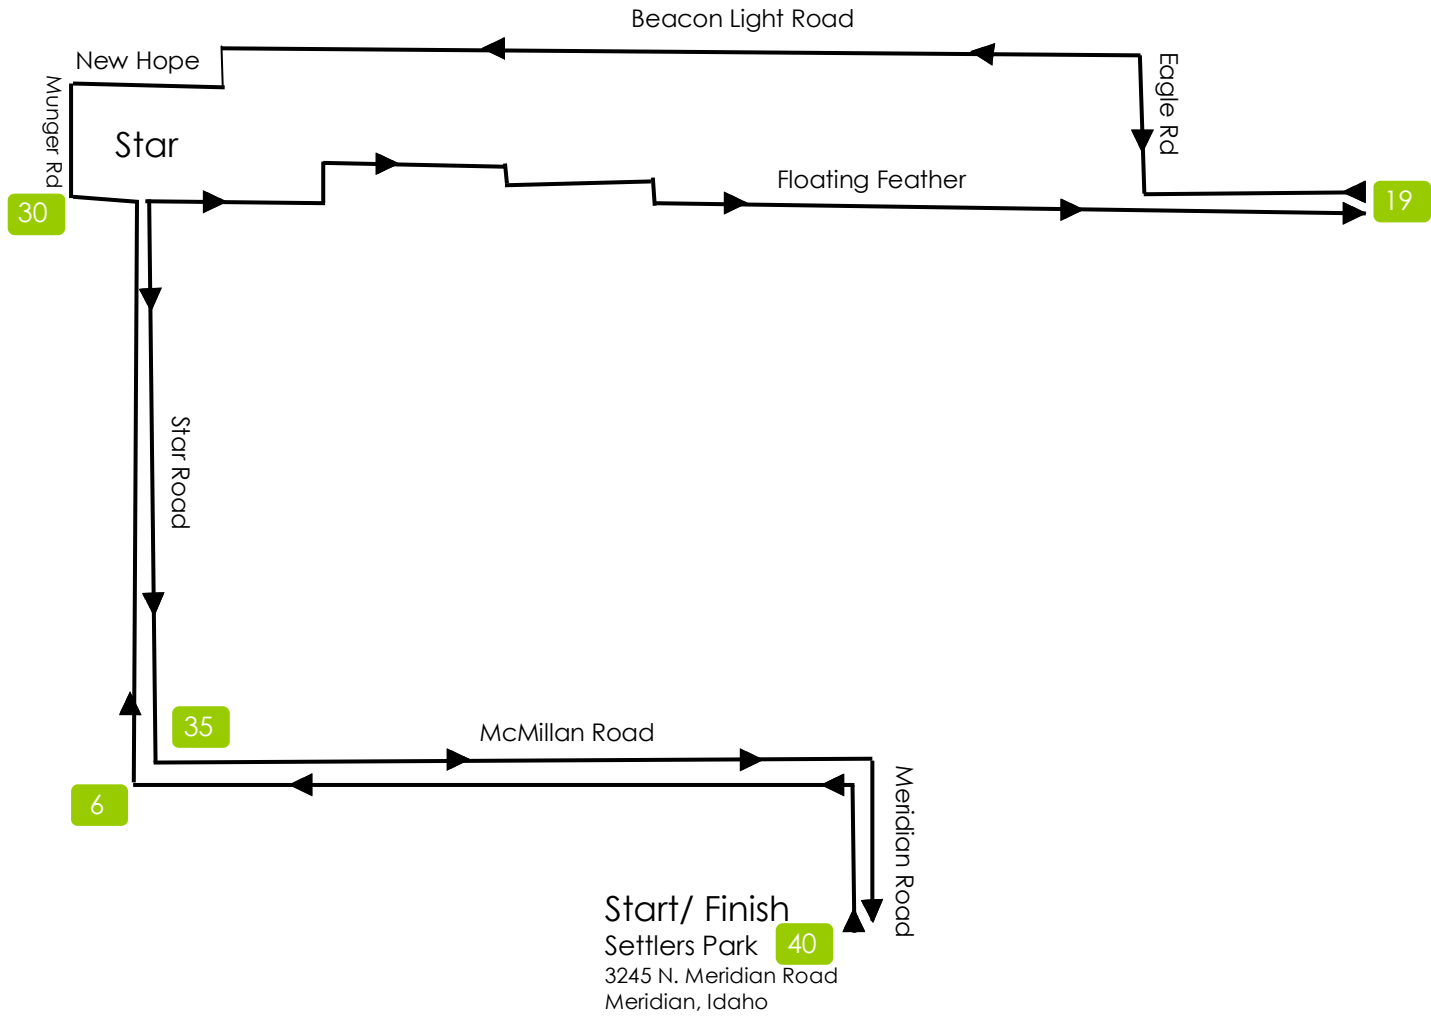 Beacon Light Road
New Hope
Eagle Rd
Munger Rd
Star
Floating Feather
19
30
Star Road
35
McMillan Road
Meridian Road
6
Start/ Finish
Settlers Park
40
3245 N. Meridian Road
Meridian, Idaho